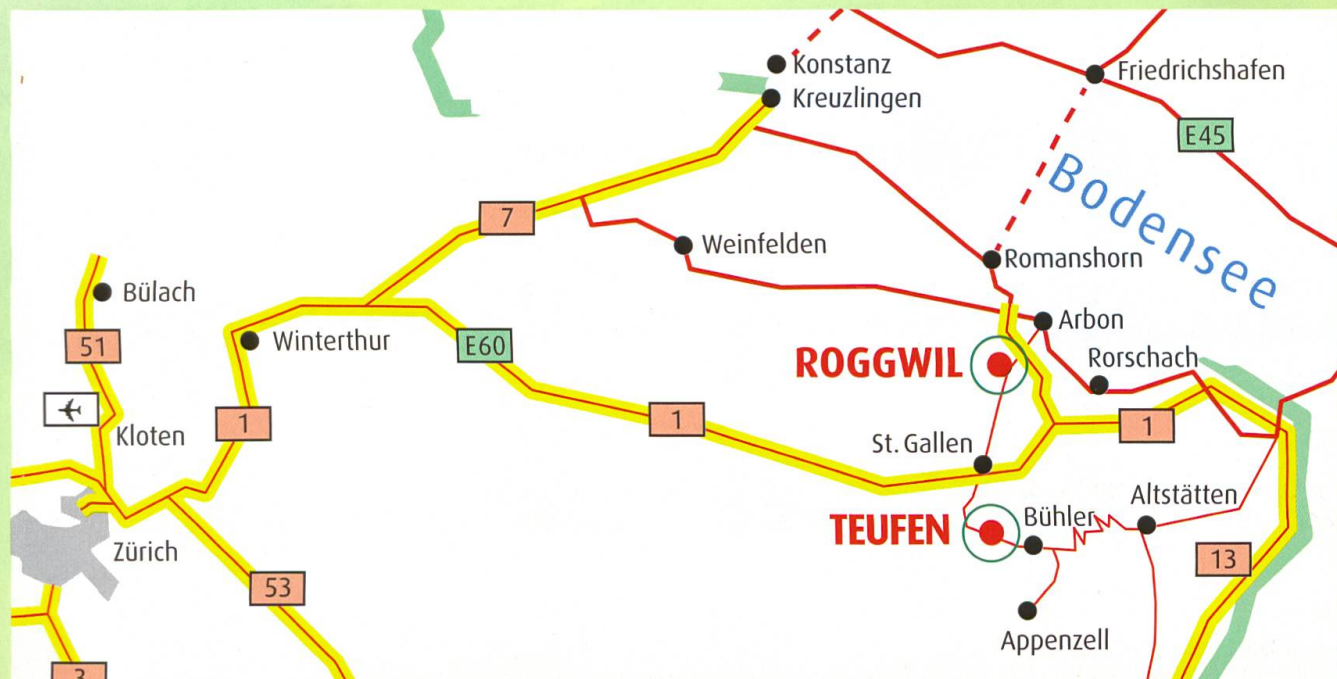 Konstanz
Kreuzlingen
Friedrichshafen
E45
Bodensee
7
Weinfelden
Romanshorn
Bülach
51
Winterthur
E60
Arbon
ROGGWIL
Rorschach
Kloten
1
1
1
St. Gallen
Altstätten
TEUFEN
Bühler
Zürich
13
53
Appenzell
3